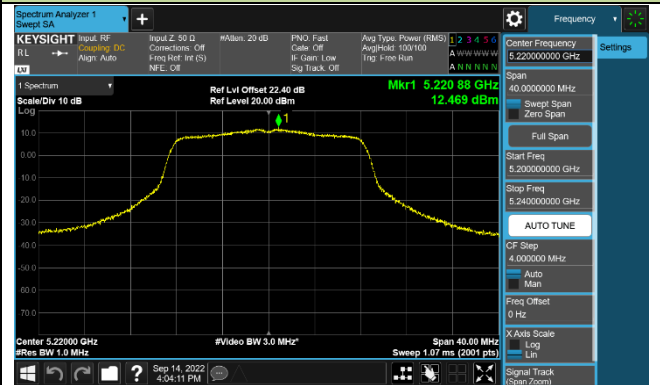 Spectrum Analyzer 1
Swept SA
Frequency
KEYSIGHT
RL
LXI
Input: RF
Coupling: DC
Align: Auto
Input Z: 50 Ω
Corrections: Off
Freq Ref: Int (S)
NFE: Off
#Atten: 20 dB
PNO: Fast
Gate: Off
IF Gain: Low
Sig Track: Off
Avg Type: Power (RMS)
Avg|Hold: 100/100
Trig: Free Run
1 2 3 4 5 6
A W W W W W
A N N N N N
1 Spectrum
Scale/Div 10 dB
Log
Ref Lvl Offset 22.40 dB
Ref Level 20.00 dBm
Mkr1 5.220 88 GHz
12.469 dBm
1
10.0
0.00
-10.0
-20.0
-30.0
-40.0
-50.0
-60.0
-70.0
Center 5.22000 GHz
#Res BW 1.0 MHz
#Video BW 3.0 MHz*
Span 40.00 MHz
Sweep 1.07 ms (2001 pts)
Center Frequency
5.220000000 GHz
Settings
Span
40.0000000 MHz
Swept Span
Zero Span
Full Span
Start Freq
5.200000000 GHz
Stop Freq
5.240000000 GHz
AUTO TUNE
CF Step
4.000000 MHz
Auto
Man
Freq Offset
0 Hz
X Axis Scale
Log
Lin
Signal Track
(Span Zoom)
?
Sep 14, 2022
4:04:11 PM